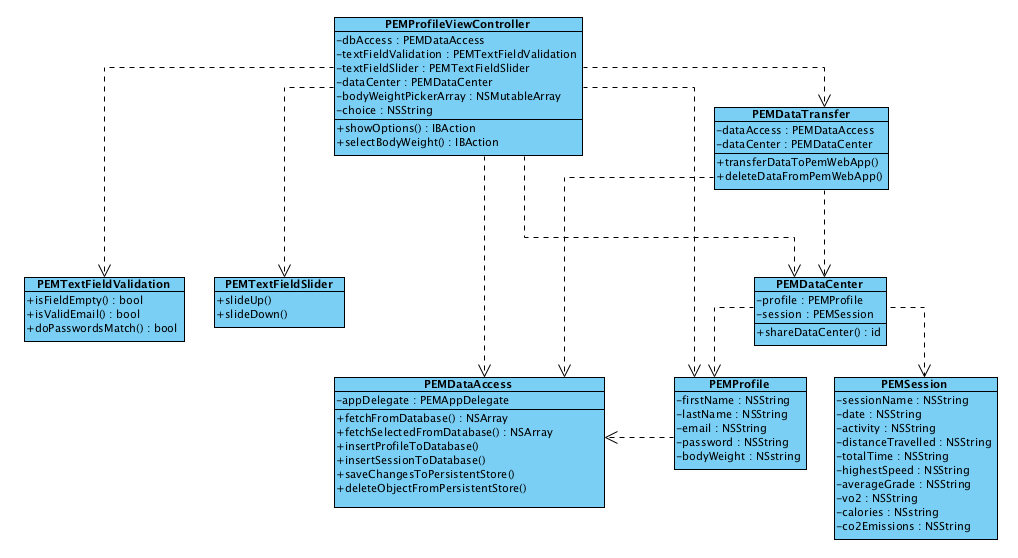 PEMProfileViewController
-dbAccess : PEMDataAccess
-textFieldValidation : PEMTextFieldValidation
-textFieldSlider : PEMTextFieldSlider
-dataCenter : PEMDataCenter
-bodyWeightPickerArray : NSMutableArray
-choice : NSString
+showOptions() : IBAction
+selectBodyWeight() : IBAction
PEMDataTransfer
-dataAccess : PEMDataAccess
-dataCenter : PEMDataCenter
+transferDataToPemWebApp()
+deleteDataFromPemWebApp()
PEMTextFieldValidation
+isFieldEmpty() : bool
+isValidEmail() : bool
+doPasswordsMatch() : bool
PEMTextFieldSlider
+slideUp()
+slideDown()
PEMDataCenter
-profile : PEMProfile
-session : PEMSession
+shareDataCenter() : id
PEMDataAccess
-appDelegate : PEMAppDelegate
+fetchFromDatabase() : NSArray
+fetchSelectedFromDatabase() : NSArray
+insertProfileToDatabase()
+insertSessionToDatabase()
+saveChangesToPersistentStore()
+deleteObjectFromPersistentStore()
PEMProfile
-firstName : NSString
-lastName : NSString
-email : NSString
-password : NSString
-bodyWeight : NSString
PEMSession
-sessionName : NSString
-date : NSString
-activity : NSString
-distanceTravelled : NSString
-totalTime : NSString
-highestSpeed : NSString
-averageGrade : NSString
-vo2 : NSString
-calories : NSstring
-co2Emissions : NSString